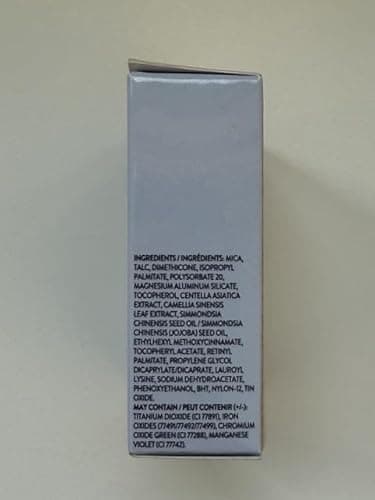 INGREDIENTS / INGRÉDIENTS: MICA,
TALC, DIMETHICONE, ISOPROPYL
PALMITATE, POLYSORBATE 20,
MAGNESIUM ALUMINUM SILICATE,
TOCOPHEROL, CENTELLA ASIATICA
EXTRACT, CAMELLIA SINENSIS
LEAF EXTRACT, SIMMONDSIA
CHINENSIS SEED OIL / SIMMONDSIA
CHINENSIS (JOJOBA) SEED OIL,
ETHYLHEXYL METHOXYCINNAMATE,
TOCOPHERYL ACETATE, RETINYL
PALMITATE, PROPYLENE GLYCOL
DICAPRYLATE/DICAPRATE, LAUROYL
LYSINE, SODIUM DEHYDROACETATE,
PHENOXYETHANOL, BHT, NYLON-12, TIN
OXIDE.
MAY CONTAIN / PEUT CONTENIR (+/-):
TITANIUM DIOXIDE (CI 77891), IRON
OXIDES (77491/77492/77499), CHROMIUM
OXIDE GREEN (CI 77288), MANGANESE
VIOLET (CI 77742).